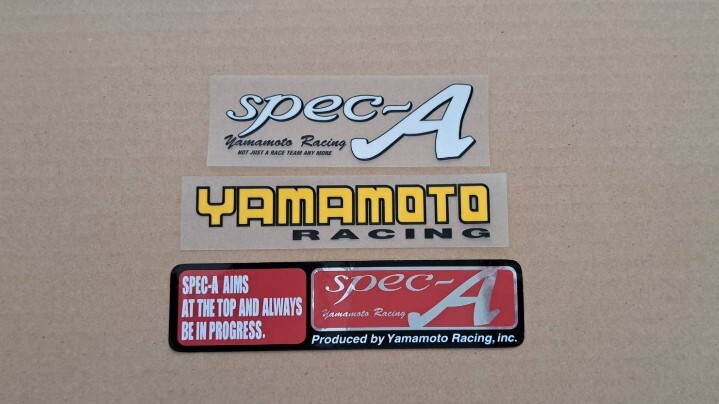 spec-A
Yamamoto Racing
NOT JUST A RACE TEAM ANY MORE
YAMAMOTO
RACING
SPEC-A AIMS
AT THE TOP AND ALWAYS
BE IN PROGRESS.
spec-A
Yamamoto Racing
Produced by Yamamoto Racing, inc.